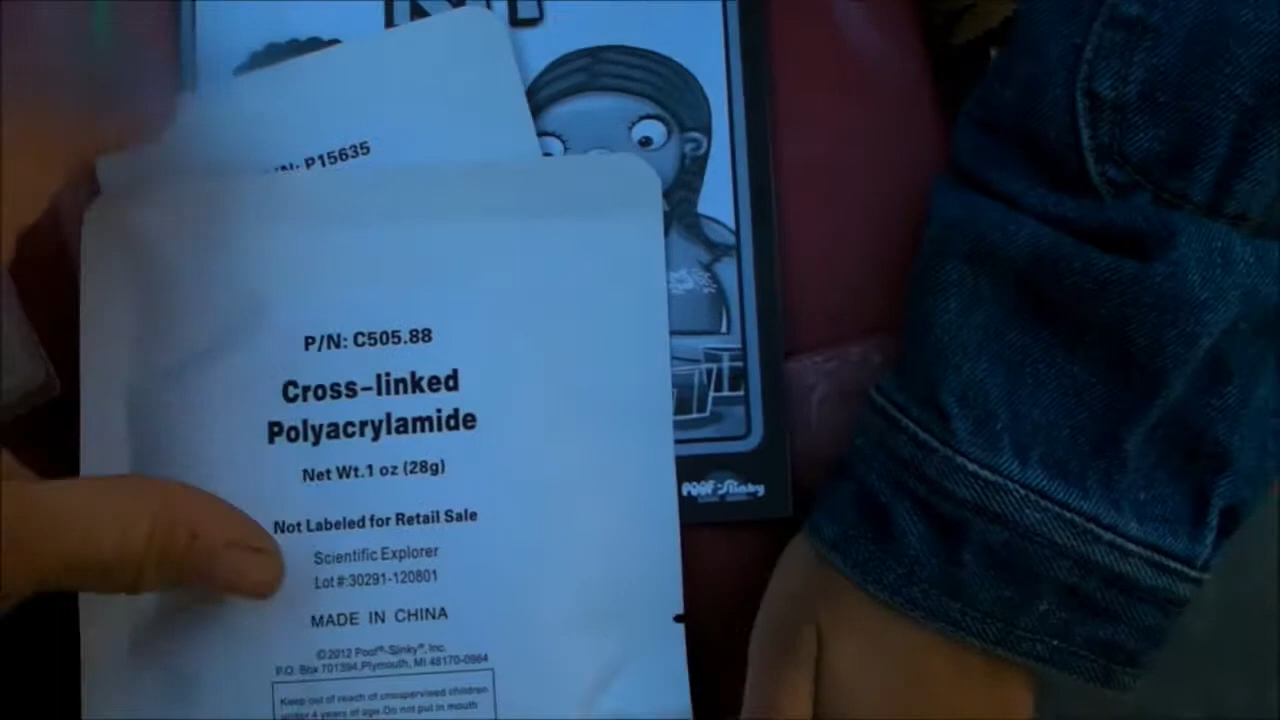 P/N: P15635
P/N: C505.88
Cross-linked
Polyacrylamide
Net Wt.1 oz (28g)
Not Labeled for Retail Sale
Scientific Explorer
Lot #:30291-120801
MADE IN CHINA
©2012 Poof®-Slinky®, Inc.
P.O. Box 701394,Plymouth, MI 48170-0964
Keep out of reach of unsupervised children
under 4 years of age.Do not put in mouth
POOF Slinky